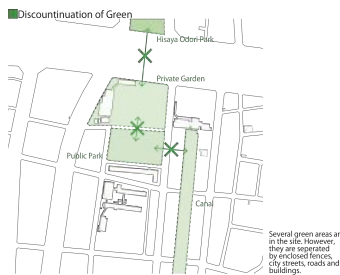 Discontinuation of Green
Hisaya Odori Park
Private Garden
Public Park
Canal
Several green areas ar
in the site. However,
they are seperated
by enclosed fences,
city streets, roads and
buildings.